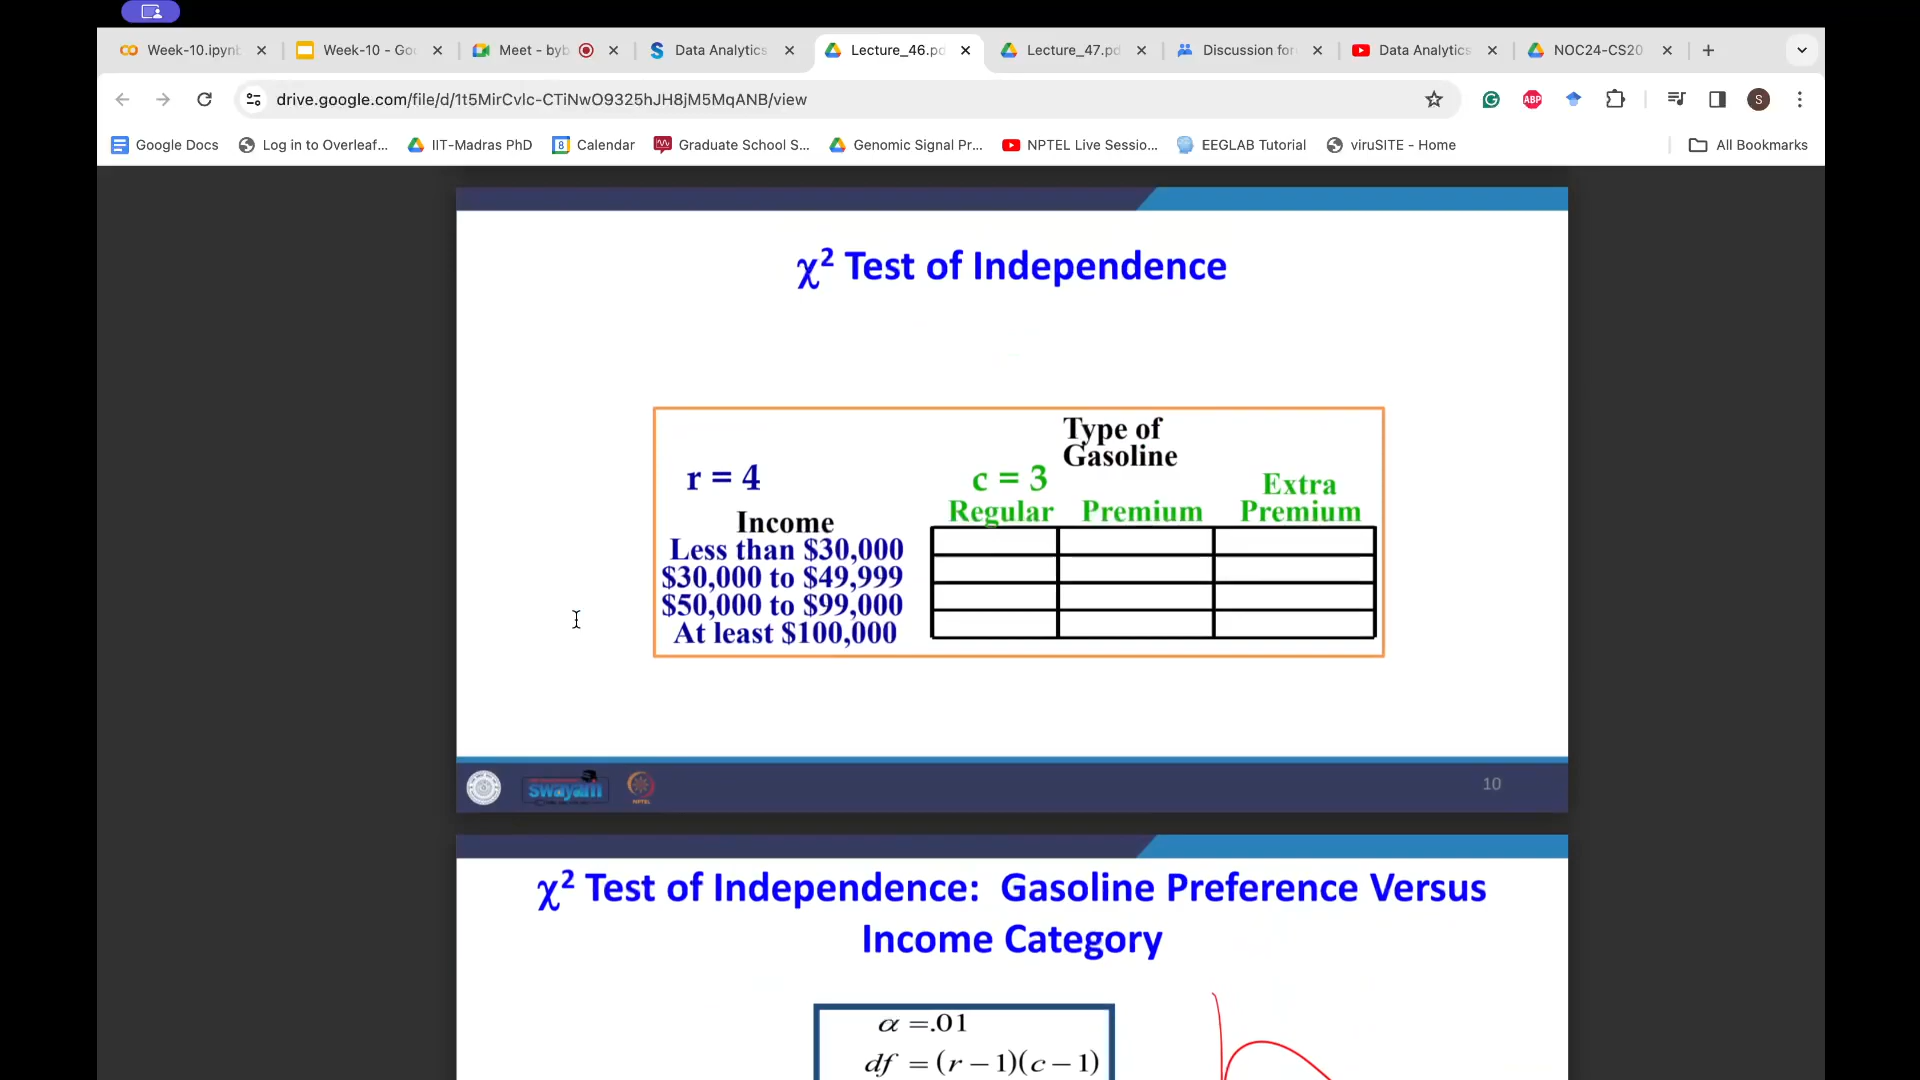 Week-10.ipynb
Week-10 - Goo
Meet - byb
Data Analytics
Lecture_46.pd
Lecture_47.pd
Discussion for
Data Analytics
NOC24-CS20
drive.google.com/file/d/1t5MirCvlc-CTiNwO9325hJH8jM5MqANB/view
ABP
S
Google Docs
Log in to Overleaf...
IIT-Madras PhD
8
Calendar
Graduate School S...
Genomic Signal Pr...
NPTEL Live Sessio...
EEGLAB Tutorial
viruSITE - Home
All Bookmarks
χ² Test of Independence
Type of
Gasoline
r = 4
c = 3
Extra
Regular Premium Premium
Income
Less than $30,000
$30,000 to $49,999
$50,000 to $99,000
At least $100,000
swayam
NPTEL
10
χ² Test of Independence: Gasoline Preference Versus
Income Category
α =.01
df = (r − 1)(c − 1)